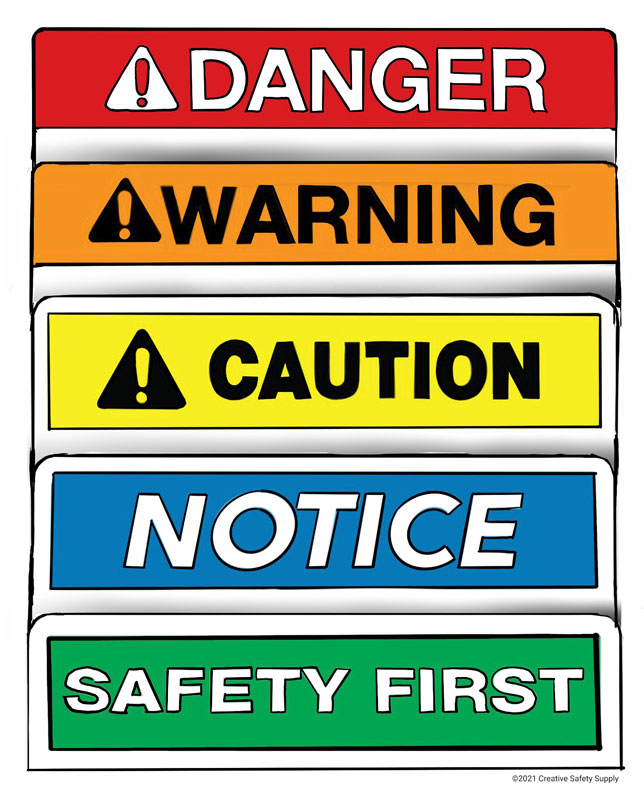 DANGER
WARNING
CAUTION
NOTICE
SAFETY FIRST
©2021 Creative Safety Supply